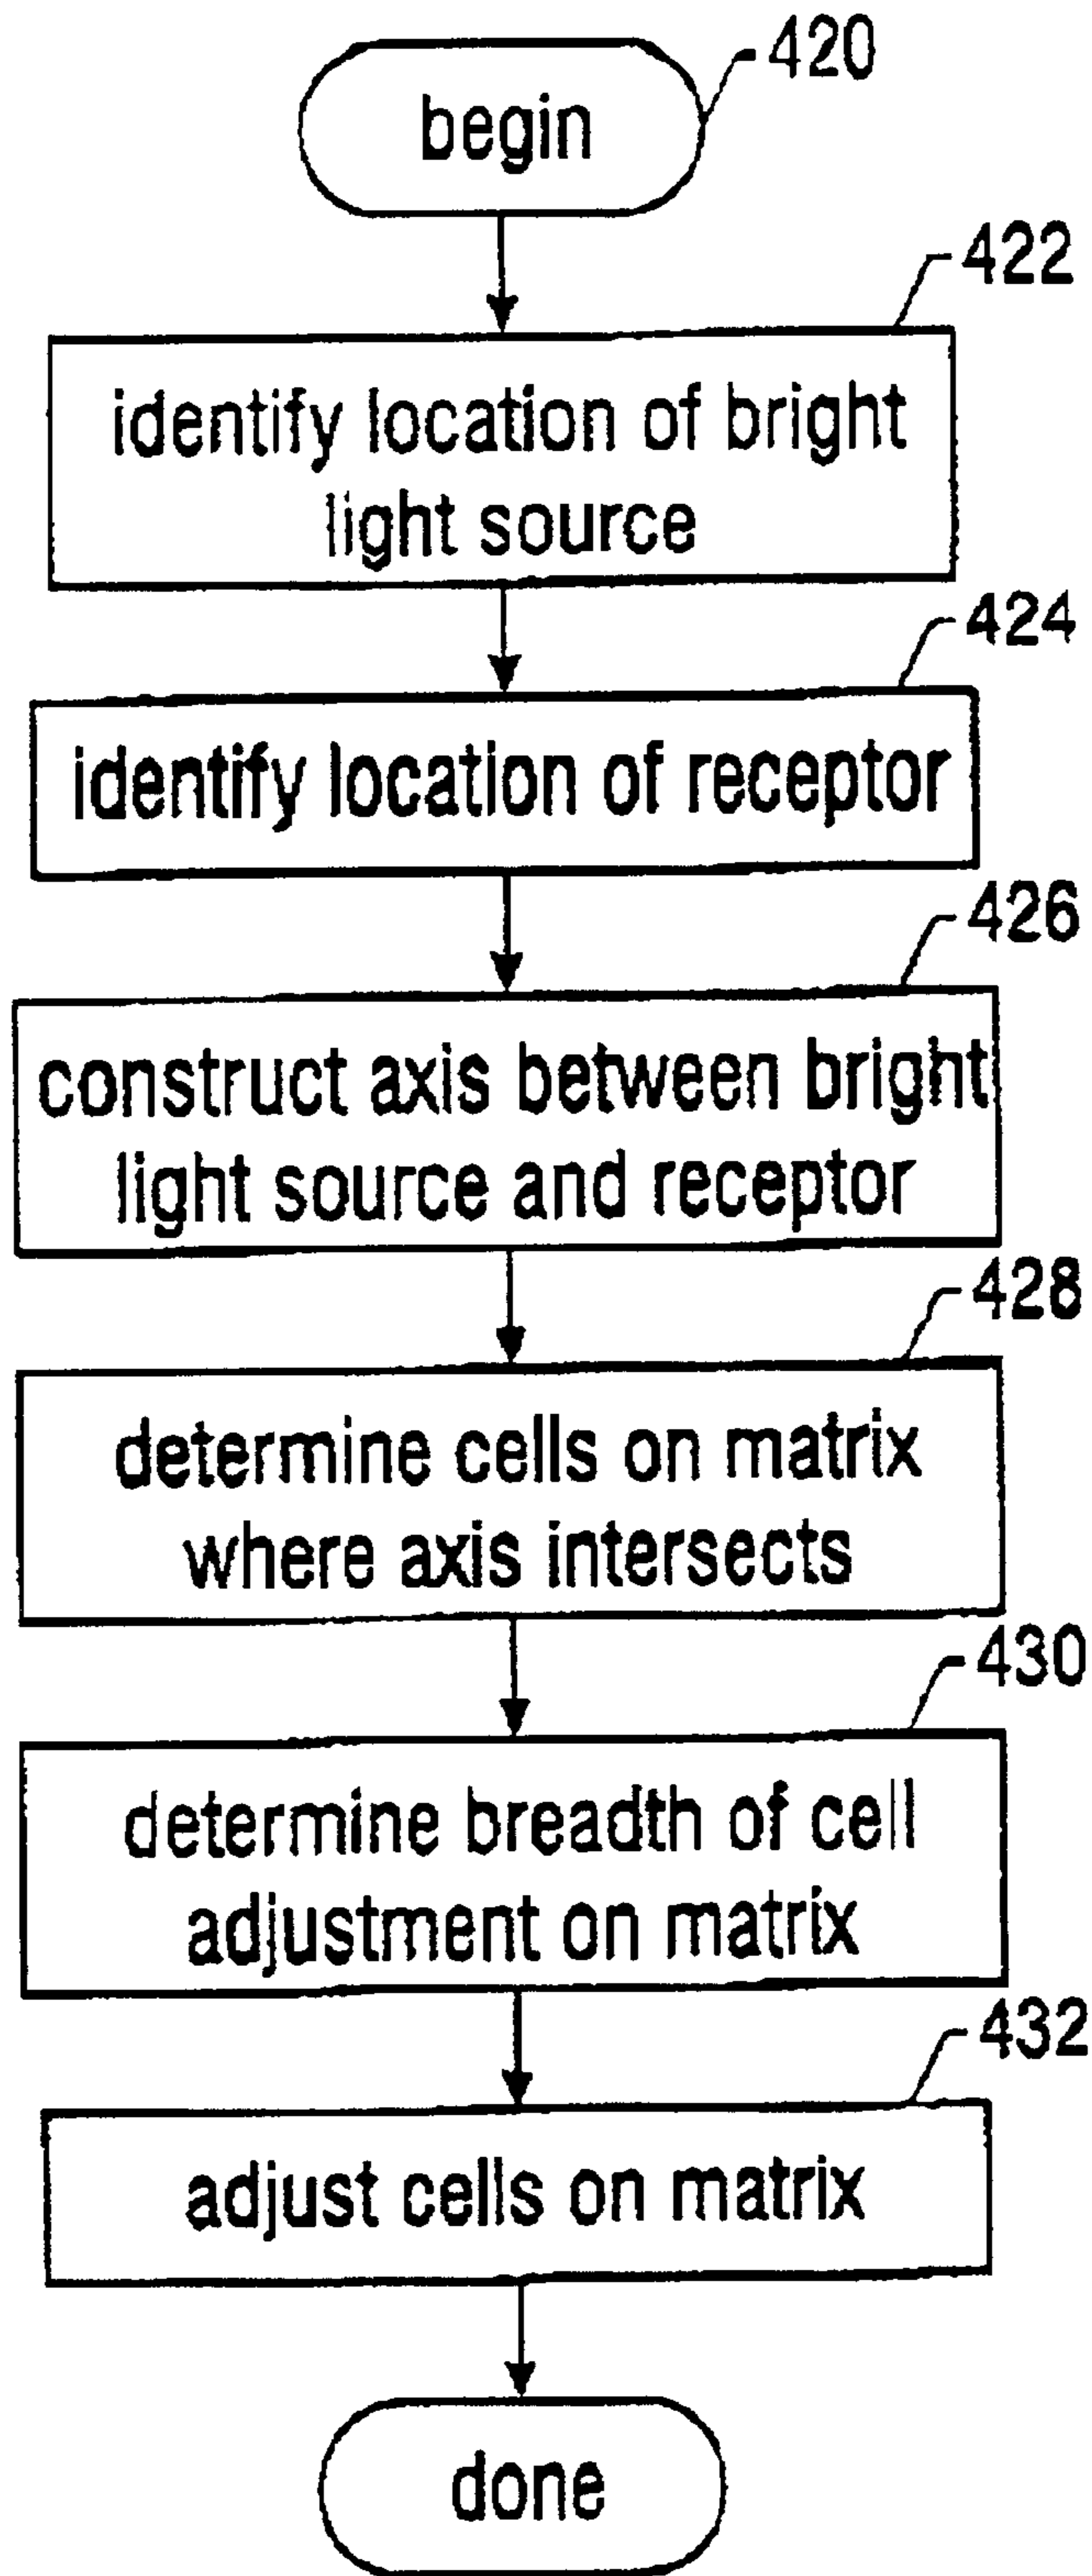 420
begin
422
identify location of bright
light source
424
identify location of receptor
426
construct axis between bright
light source and receptor
428
determine cells on matrix
where axis intersects
430
determine breadth of cell
adjustment on matrix
432
adjust cells on matrix
done